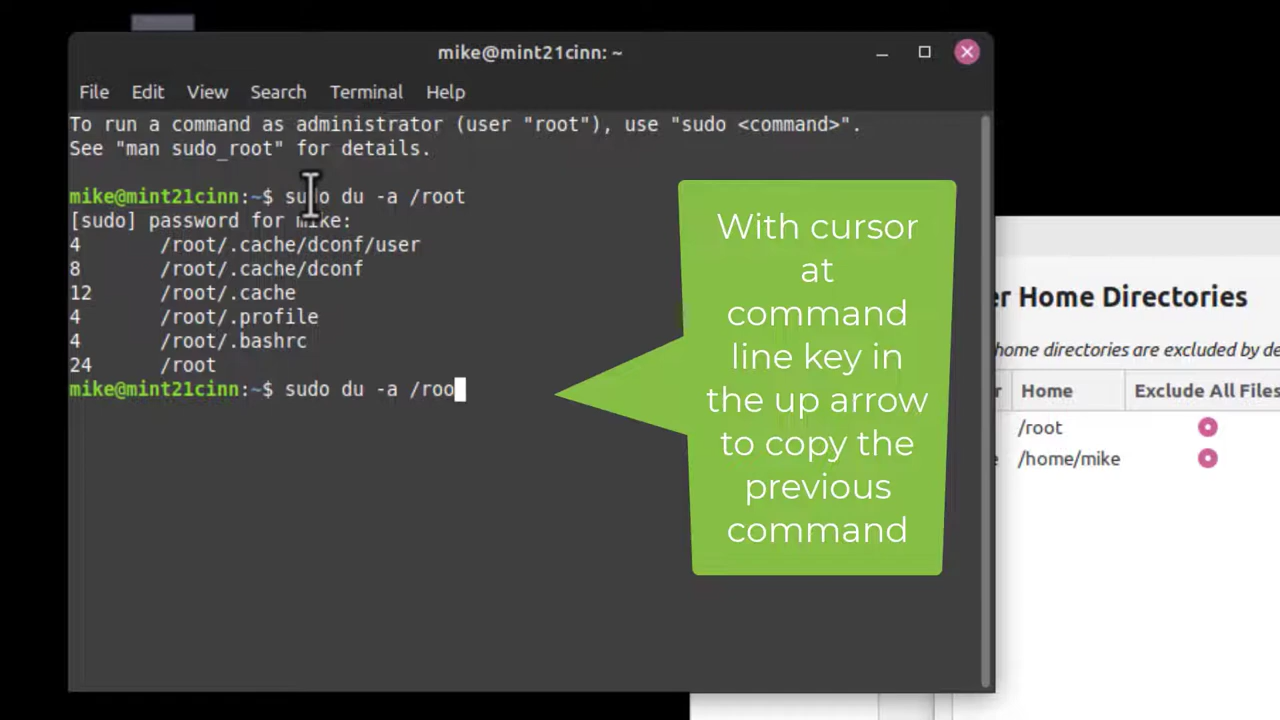 mike@mint21cinn: ~
File Edit View Search Terminal Help
To run a command as administrator (user "root"), use "sudo <command>".
See "man sudo_root" for details.
mike@mint21cinn:~$ sudo du -a /root
[sudo] password for mike:
4 /root/.cache/dconf/user
8 /root/.cache/dconf
12 /root/.cache
4 /root/.profile
4 /root/.bashrc
24 /root
mike@mint21cinn:~$ sudo du -a /roo
With cursor
at
command
line key in
the up arrow
to copy the
previous
command
er Home Directories
home directories are excluded by de
r Home Exclude All Files
/root
e /home/mike